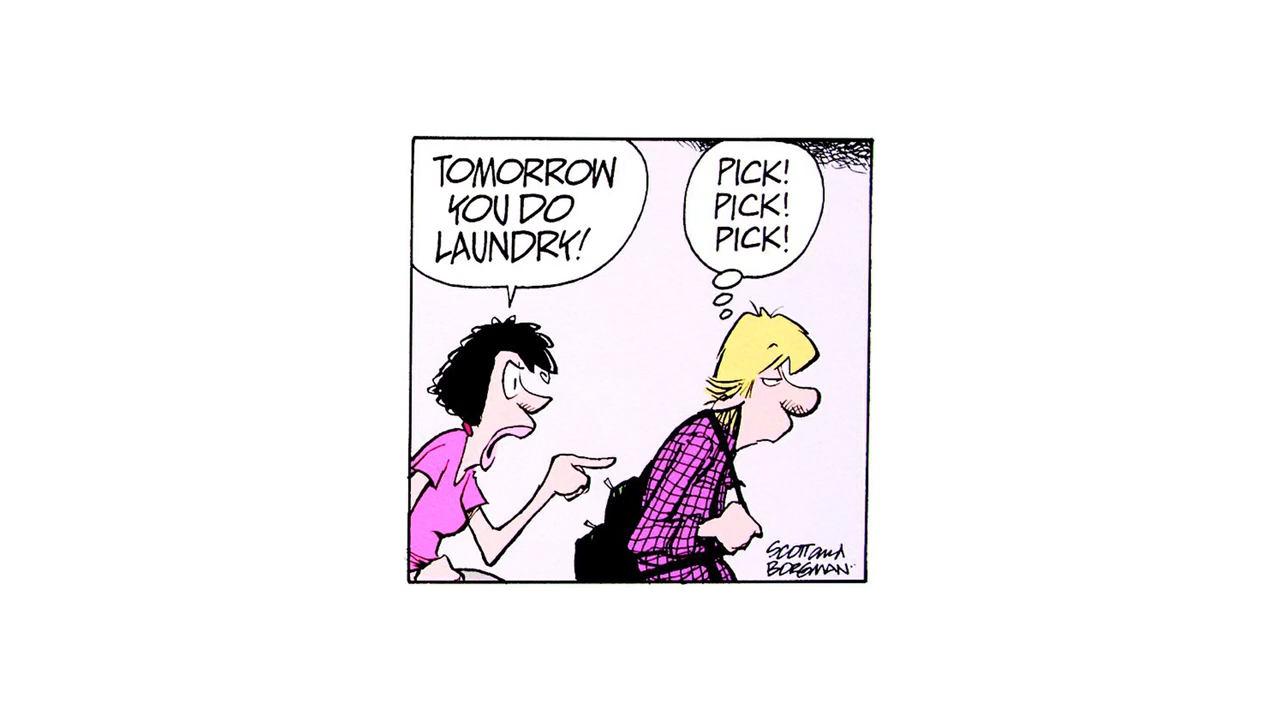 TOMORROW
YOU DO
LAUNDRY!
PICK!
PICK!
PICK!
SCOTT and
BORGMAN